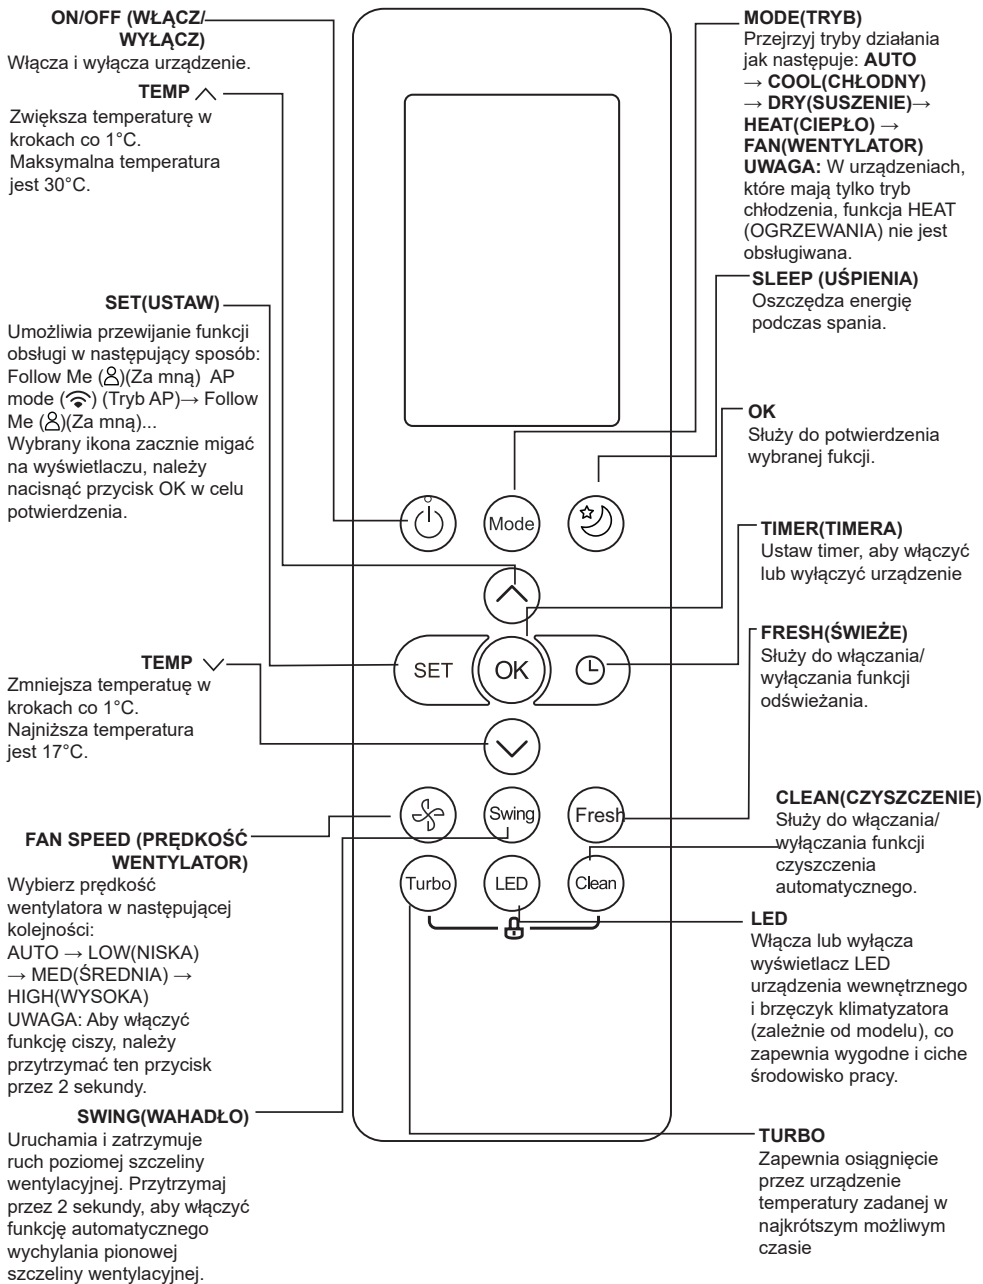 ON/OFF (WŁĄCZ/
WYŁĄCZ)
Włącza i wyłącza urządzenie.
TEMP
Zwiększa temperaturę w
krokach co 1°C.
Maksymalna temperatura
jest 30°C.
SET(USTAW)
Umożliwia przewijanie funkcji
obsługi w następujący sposób:
Follow Me ( )(Za mną) AP
mode ( ) (Tryb AP)→ Follow
Me ( )(Za mną)...
Wybrany ikona zacznie migać
na wyświetlaczu, należy
nacisnąć przycisk OK w celu
potwierdzenia.
TEMP
Zmniejsza temperatuę w
krokach co 1°C.
Najniższa temperatura
jest 17°C.
FAN SPEED (PRĘDKOŚĆ
WENTYLATOR)
Wybierz prędkość
wentylatora w następującej
kolejności:
AUTO → LOW(NISKA)
→ MED(ŚREDNIA) →
HIGH(WYSOKA)
UWAGA: Aby włączyć
funkcję ciszy, należy
przytrzymać ten przycisk
przez 2 sekundy.
SWING(WAHADŁO)
Uruchamia i zatrzymuje
ruch poziomej szczeliny
wentylacyjnej. Przytrzymaj
przez 2 sekundy, aby włączyć
funkcję automatycznego
wychylania pionowej
szczeliny wentylacyjnej.
Mode
SET
OK
Swing
Fresh
Turbo
LED
Clean
MODE(TRYB)
Przejrzyj tryby działania
jak następuje: AUTO
→ COOL(CHŁODNY)
→ DRY(SUSZENIE)→
HEAT(CIEPŁO) →
FAN(WENTYLATOR)
UWAGA: W urządzeniach,
które mają tylko tryb
chłodzenia, funkcja HEAT
(OGRZEWANIA) nie jest
obsługiwana.
SLEEP (UŚPIENIA)
Oszczędza energię
podczas spania.
OK
Służy do potwierdzenia
wybranej fukcji.
TIMER(TIMERA)
Ustaw timer, aby włączyć
lub wyłączyć urządzenie
FRESH(ŚWIEŻE)
Służy do włączania/
wyłączania funkcji
odświeżania.
CLEAN(CZYSZCZENIE)
Służy do włączania/
wyłączania funkcji
czyszczenia
automatycznego.
LED
Włącza lub wyłącza
wyświetlacz LED
urządzenia wewnętrznego
i brzęczyk klimatyzatora
(zależnie od modelu), co
zapewnia wygodne i ciche
środowisko pracy.
TURBO
Zapewnia osiągnięcie
przez urządzenie
temperatury zadanej w
najkrótszym możliwym
czasie